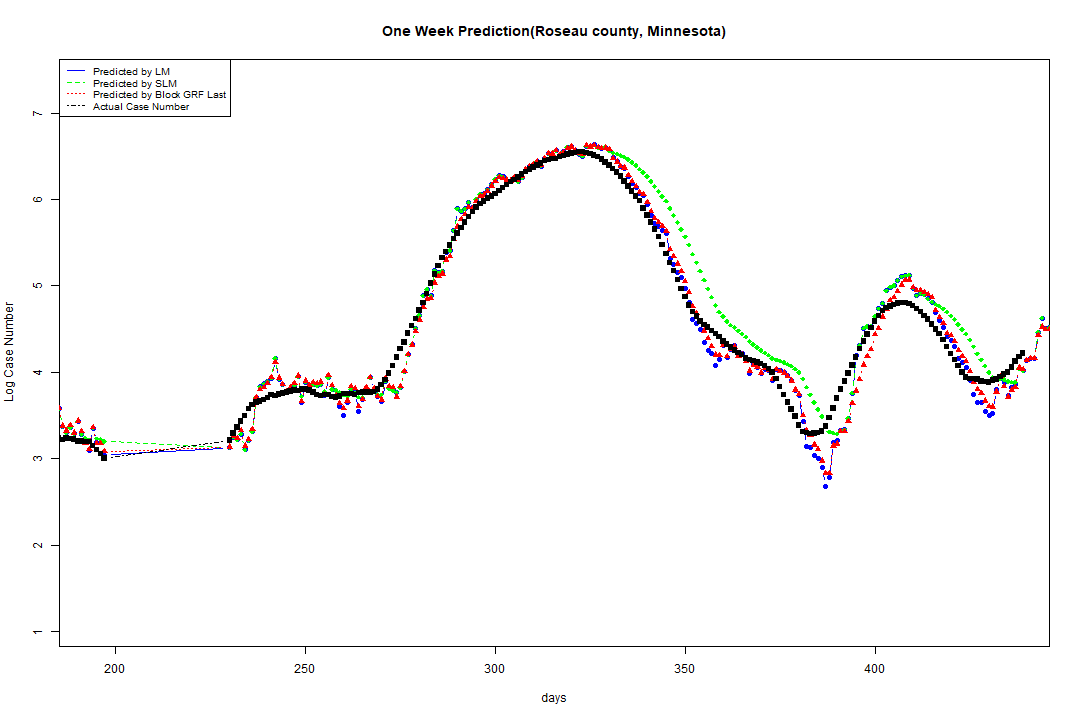 One Week Prediction(Roseau county, Minnesota)
Predicted by LM
Predicted by SLM
Predicted by Block GRF Last
Actual Case Number
7
6
5
4
3
2
1
Log Case Number
200 250 300 350 400
days